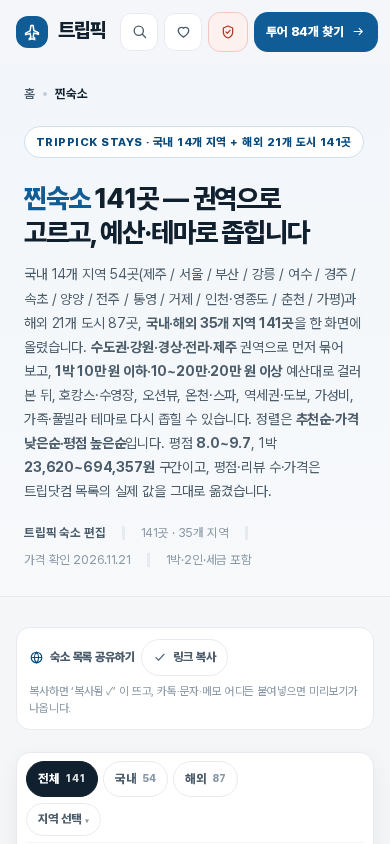 트립픽
투어 84개 찾기 →
홈 • 찐숙소
TRIPPICK STAYS · 국내 14개 지역 + 해외 21개 도시 141곳
찐숙소 141곳 — 권역으로
고르고, 예산·테마로 좁힙니다
국내 14개 지역 54곳(제주 / 서울 / 부산 / 강릉 / 여수 / 경주 /
속초 / 양양 / 전주 / 통영 / 거제 / 인천·영종도 / 춘천 / 가평)과
해외 21개 도시 87곳, 국내·해외 35개 지역 141곳을 한 화면에
올렸습니다. 수도권·강원·경상·전라·제주 권역으로 먼저 묶어
보고, 1박 10만원 이하·10~20만·20만 원 이상 예산대로 걸러
본 뒤, 호캉스·수영장, 오션뷰, 온천·스파, 역세권·도보, 가성비,
가족·풀빌라 테마로 다시 좁힐 수 있습니다. 정렬은 추천순·가격
낮은순·평점 높은순입니다. 평점 8.0~9.7, 1박
23,620~694,357원 구간이고, 평점·리뷰 수·가격은
트립닷컴 목록의 실제 값을 그대로 옮겼습니다.
트립픽 숙소 편집 | 141곳 · 35개 지역 |
가격 확인 2026.11.21 | 1박·2인·세금 포함
숙소 목록 공유하기 ✓ 링크 복사
복사하면 '복사됨 ✓' 이 뜨고, 카톡·문자·메모 어디든 붙여넣으면 미리보기가
나옵니다.
전체 141 국내 54 해외 87
지역 선택 ▾